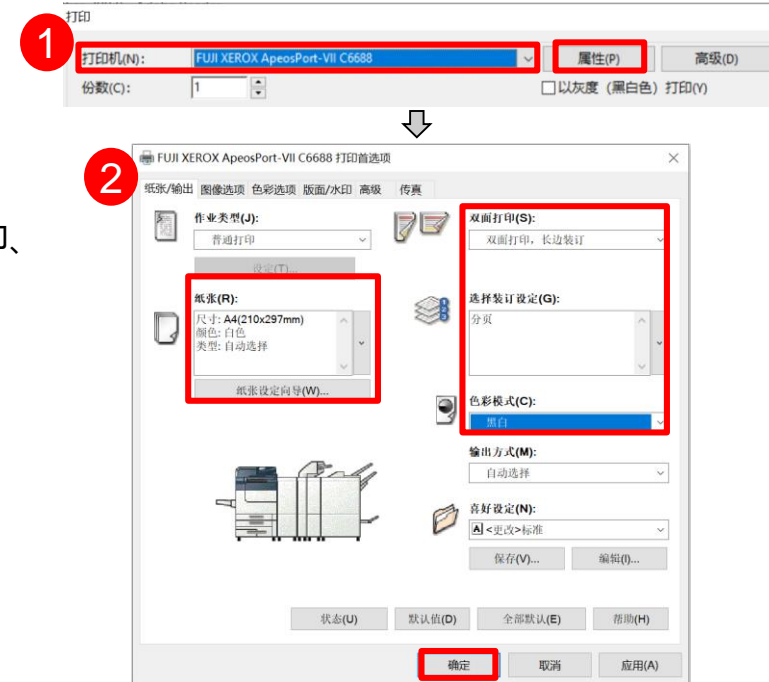 打印
1
打印机(N): FUJI XEROX ApeosPort-VII C6688 属性(P) 高级(D)
份数(C): 1 以灰度（黑白色）打印(Y)
2
FUJI XEROX ApeosPort-VII C6688 打印首选项
纸张/输出 图像选项 色彩选项 版面/水印 高级 传真
印、
作业类型(J):
普通打印
设定(T)...
纸张(R):
尺寸: A4(210x297mm)
颜色: 白色
类型: 自动选择
纸张设定向导(W)...
双面打印(S):
双面打印，长边装订
选择装订设定(G):
分页
1
2
3
色彩模式(C):
黑白
输出方式(M):
自动选择
喜好设定(N):
A <更改>标准
保存(V)... 编辑(I)...
状态(U) 默认值(D) 全部默认(E) 帮助(H)
确定 取消 应用(A)